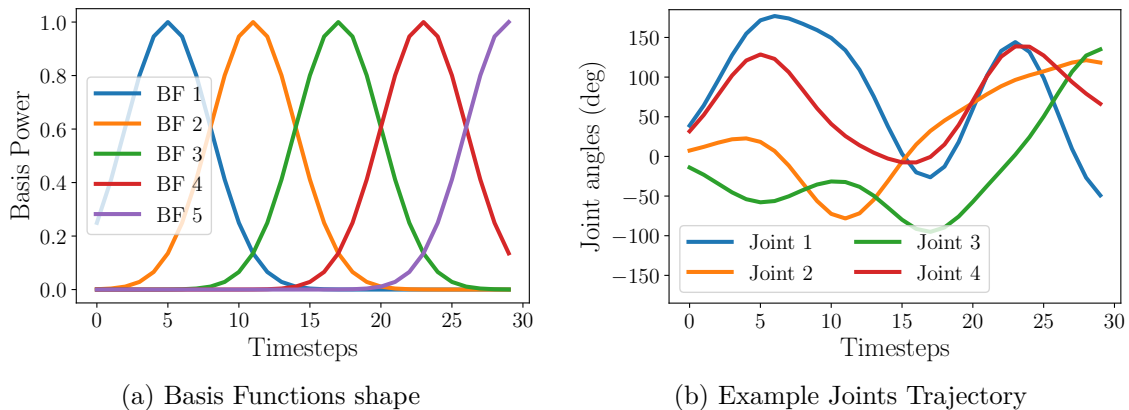 1.0
0.8
0.6
0.4
0.2
0.0
Basis Power
BF 1
BF 2
BF 3
BF 4
BF 5
0 5 10 15 20 25 30
Timesteps
(a) Basis Functions shape
150
100
50
0
−50
−100
−150
Joint angles (deg)
Joint 1 Joint 3
Joint 2 Joint 4
0 5 10 15 20 25 30
Timesteps
(b) Example Joints Trajectory